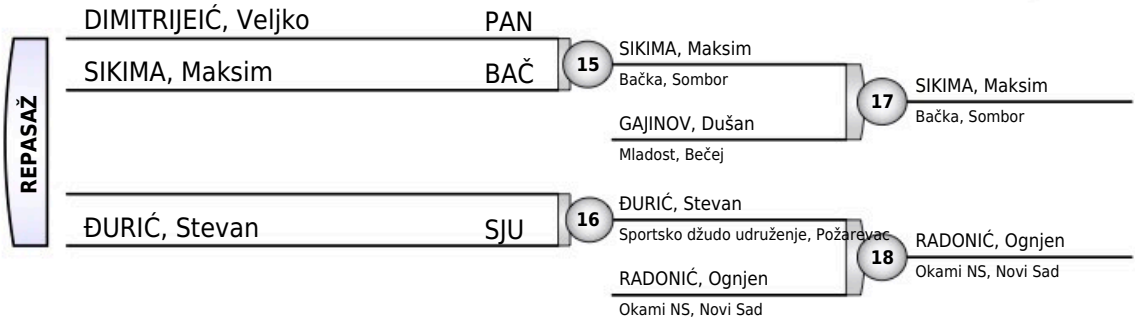 DIMITRIJEIĆ, Veljko PAN
SIKIMA, Maksim BAČ
REPASAŽ
15
SIKIMA, Maksim
Bačka, Sombor
GAJINOV, Dušan
Mladost, Bečej
17
SIKIMA, Maksim
Bačka, Sombor
ĐURIĆ, Stevan SJU
16
ĐURIĆ, Stevan
Sportsko džudo udruženje, Požarevac
RADONIĆ, Ognjen
Okami NS, Novi Sad
18
RADONIĆ, Ognjen
Okami NS, Novi Sad